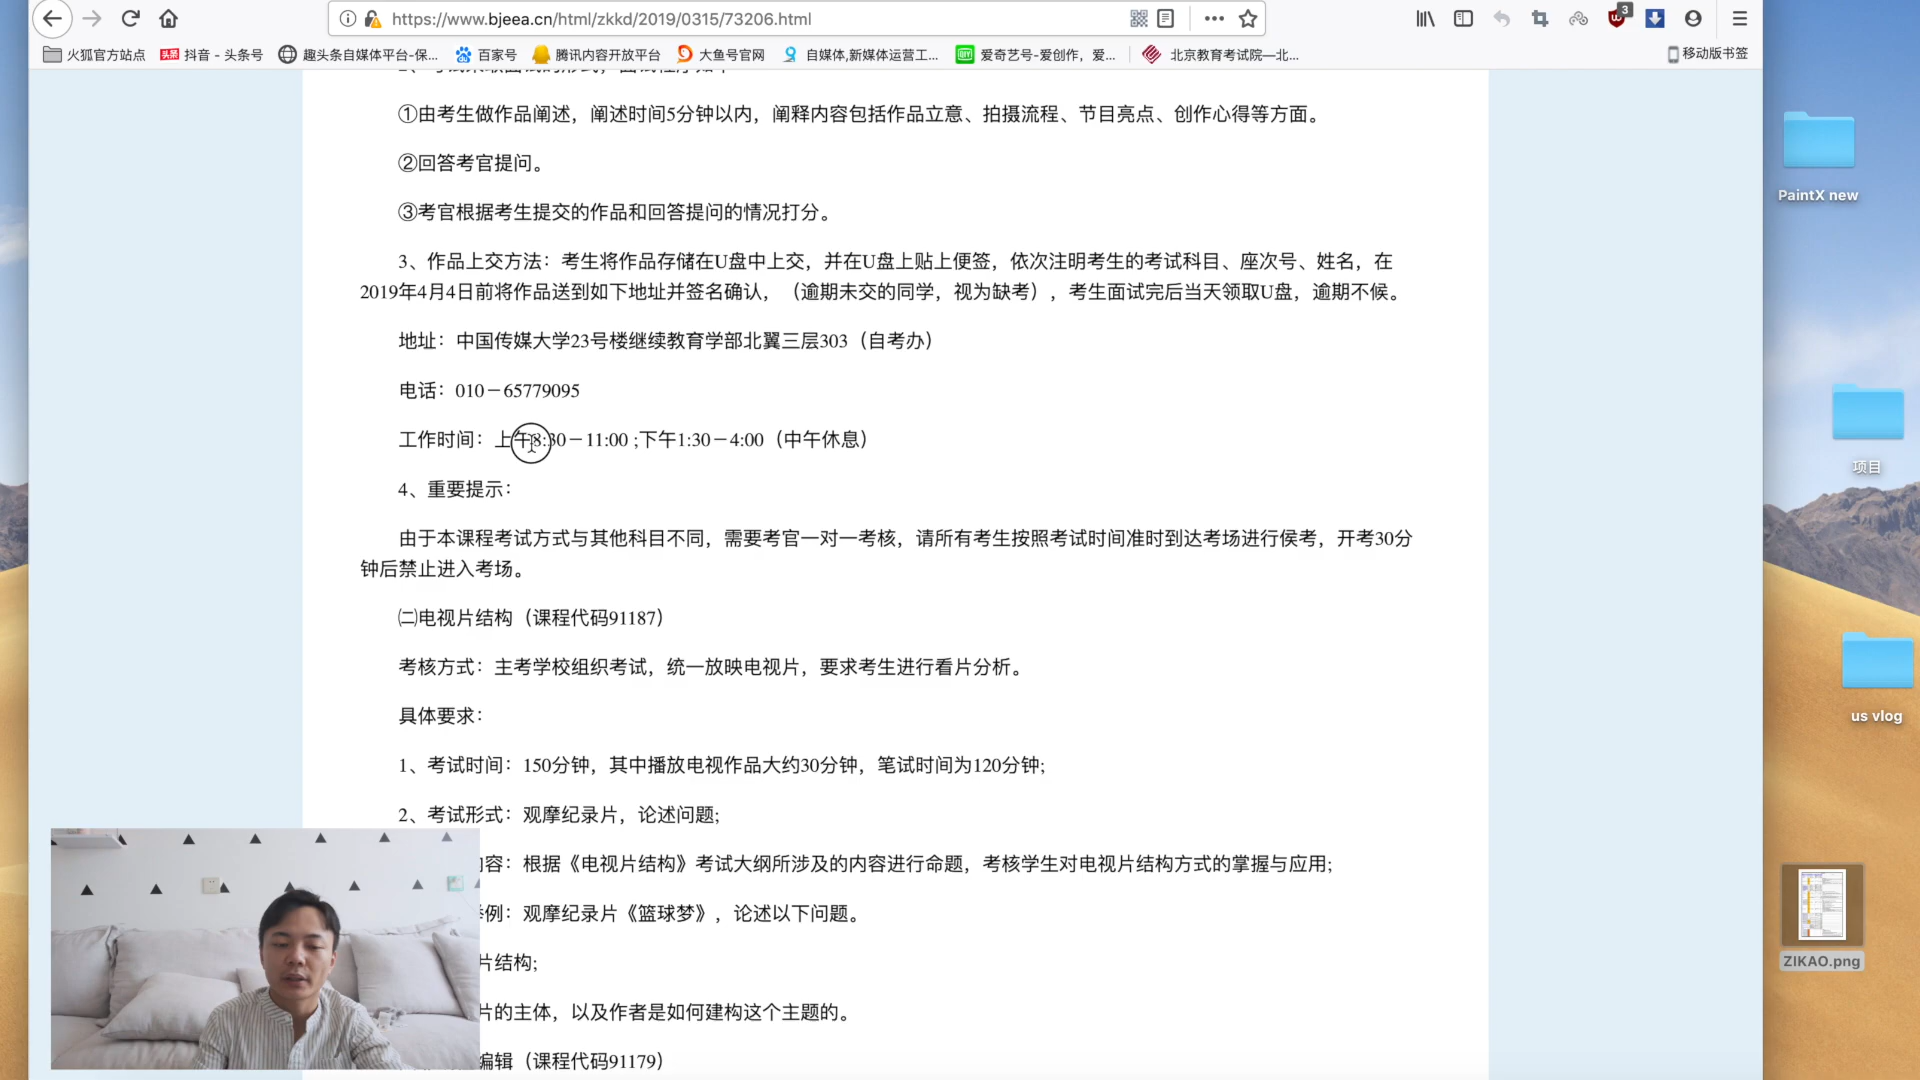 https://www.bjeea.cn/html/zkkd/2019/0315/73206.html
3
火狐官方站点 头条 抖音 - 头条号 趣头条自媒体平台-保... 百家号 腾讯内容开放平台 大鱼号官网 自媒体,新媒体运营工... 爱奇艺号-爱创作，爱... 北京教育考试院—北... 移动版书签
①由考生做作品阐述，阐述时间5分钟以内，阐释内容包括作品立意、拍摄流程、节目亮点、创作心得等方面。
②回答考官提问。
③考官根据考生提交的作品和回答提问的情况打分。
3、作品上交方法：考生将作品存储在U盘中上交，并在U盘上贴上便签，依次注明考生的考试科目、座次号、姓名，在
2019年4月4日前将作品送到如下地址并签名确认，（逾期未交的同学，视为缺考），考生面试完后当天领取U盘，逾期不候。
地址：中国传媒大学23号楼继续教育学部北翼三层303（自考办）
电话：010－65779095
工作时间：上午8:30－11:00 ;下午1:30－4:00（中午休息）
4、重要提示：
由于本课程考试方式与其他科目不同，需要考官一对一考核，请所有考生按照考试时间准时到达考场进行侯考，开考30分
钟后禁止进入考场。
㈡电视片结构（课程代码91187）
考核方式：主考学校组织考试，统一放映电视片，要求考生进行看片分析。
具体要求：
1、考试时间：150分钟，其中播放电视作品大约30分钟，笔试时间为120分钟;
2、考试形式：观摩纪录片，论述问题;
容：根据《电视片结构》考试大纲所涉及的内容进行命题，考核学生对电视片结构方式的掌握与应用;
例：观摩纪录片《篮球梦》，论述以下问题。
片结构;
片的主体，以及作者是如何建构这个主题的。
编辑（课程代码91179）
PaintX new
项目
us vlog
ZIKAO.png